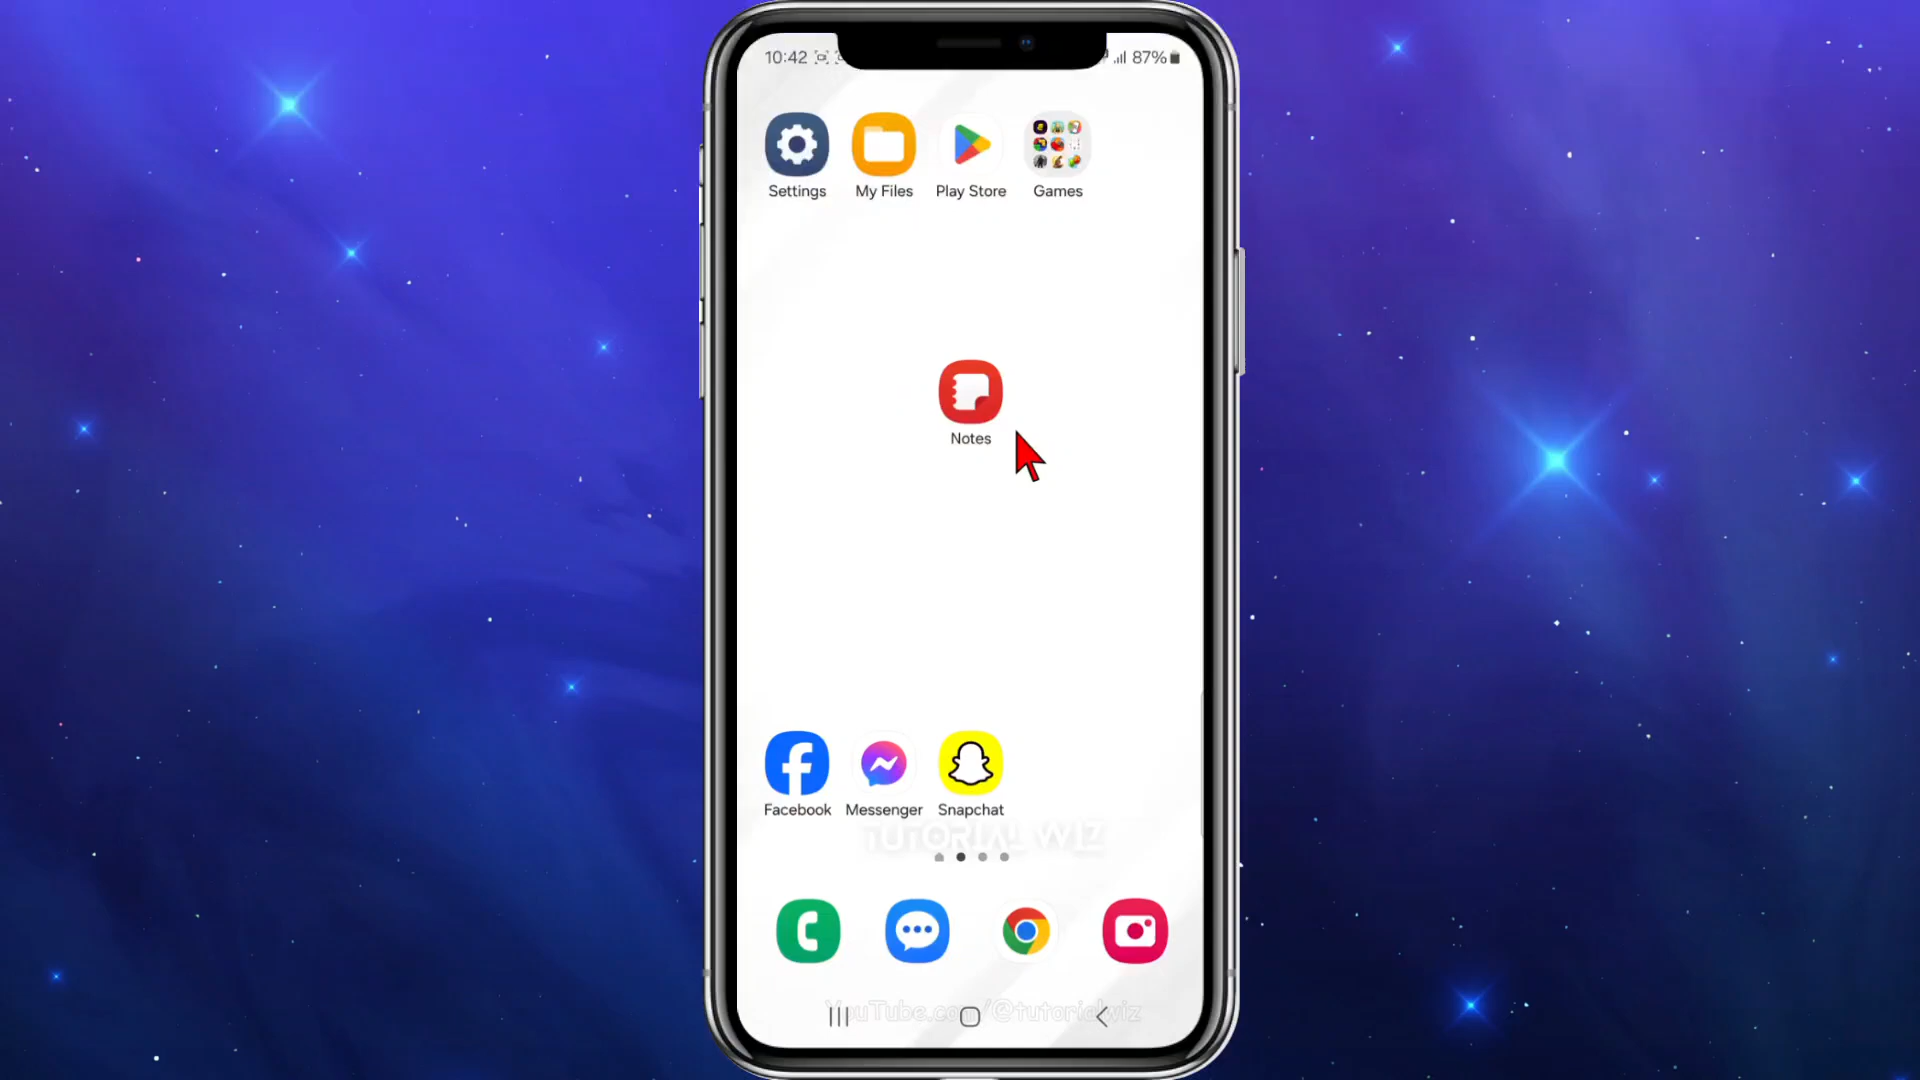 10:42 87%
Settings My Files Play Store Games
Notes
Facebook Messenger Snapchat
TUTORIAL WIZ
YouTube.com/@tutorialwiz